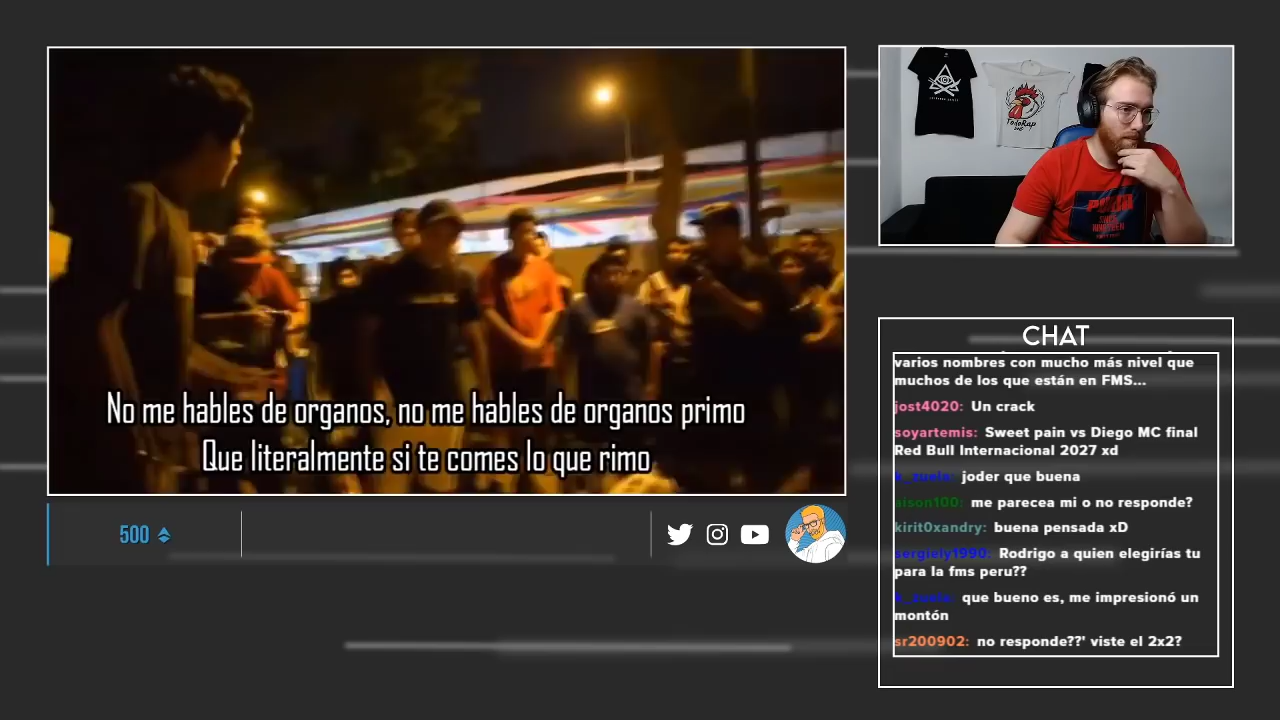 No me hables de organos, no me hables de organos primo
Que literalmente si te comes lo que rimo
500
TodoRap
CHAT
varios nombres con mucho más nivel que
muchos de los que están en FMS...
jost4020: Un crack
soyartemis: Sweet pain vs Diego MC final
Red Bull Internacional 2027 xd
k_zuela: joder que buena
aison100: me parecea mi o no responde?
kirit0xandry: buena pensada xD
sergiely1990: Rodrigo a quien elegirías tu
para la fms peru??
k_zuela: que bueno es, me impresionó un
montón
sr200902: no responde??' viste el 2x2?